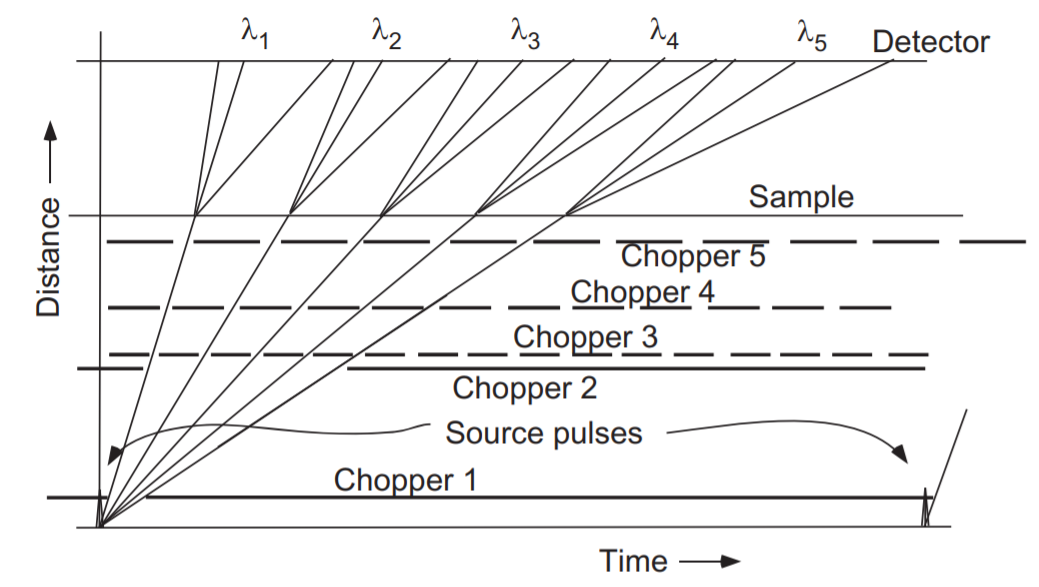 λ1 λ2 λ3 λ4 λ5 Detector
Sample
Distance
Chopper 5
Chopper 4
Chopper 3
Chopper 2
Source pulses
Chopper 1
Time